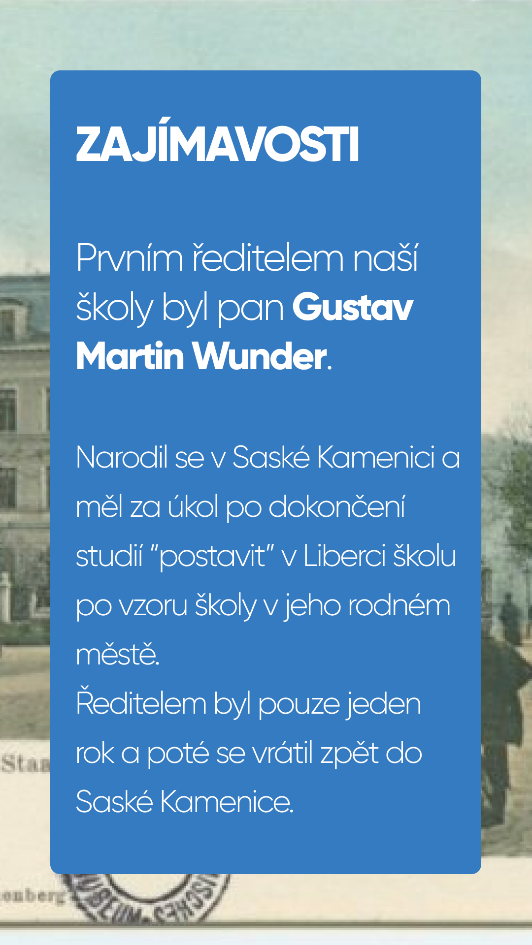 ZAJÍMAVOSTI
Prvním ředitelem naší
školy byl pan Gustav
Martin Wunder.
Narodil se v Saské Kamenici a
měl za úkol po dokončení
studií "postavit" v Liberci školu
po vzoru školy v jeho rodném
městě.
Ředitelem byl pouze jeden
rok a poté se vrátil zpět do
Saské Kamenice.